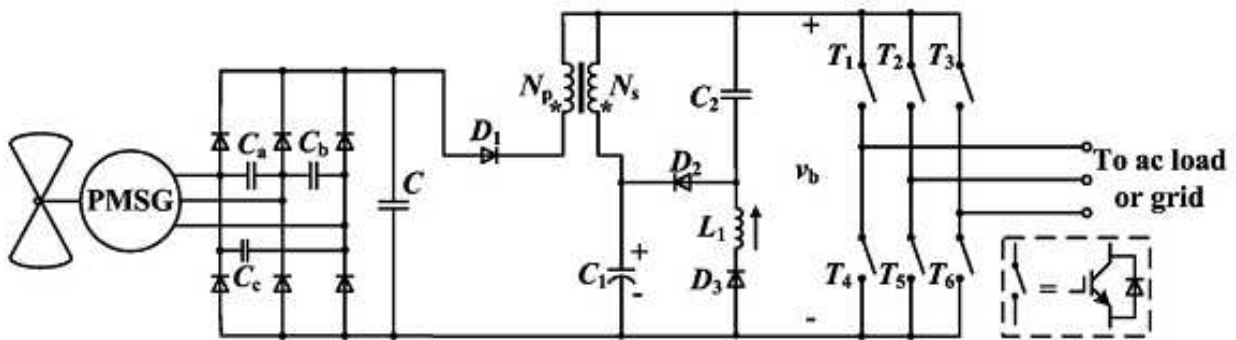 +
T1 T2 T3
Np* * Ns
C2
Ca Cb
D1
D2
PMSG
C
vb
To ac load
or grid
L1
Cc
C1
+
-
D3
T4 T5 T6
=
-